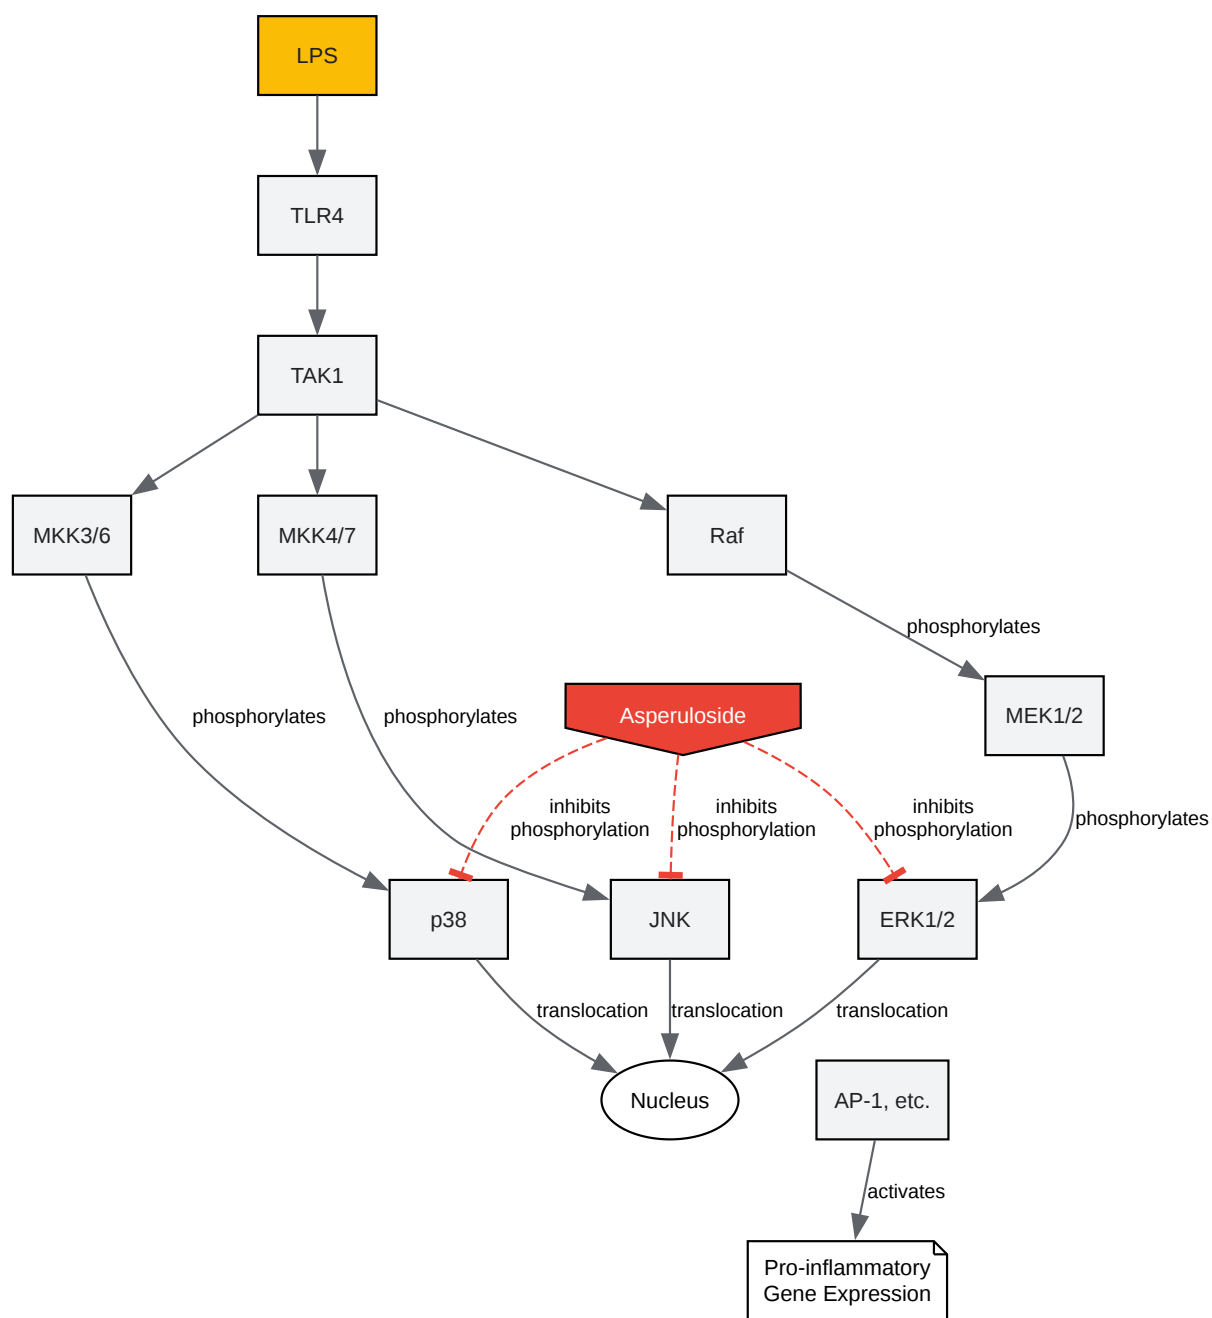 LPS
TLR4
TAK1
MKK3/6
MKK4/7
Raf
phosphorylates
MEK1/2
phosphorylates
phosphorylates
Asperuloside
inhibits
phosphorylation
inhibits
phosphorylation
inhibits
phosphorylation
phosphorylates
p38
JNK
ERK1/2
translocation
translocation
translocation
Nucleus
AP-1, etc.
activates
Pro-inflammatory
Gene Expression